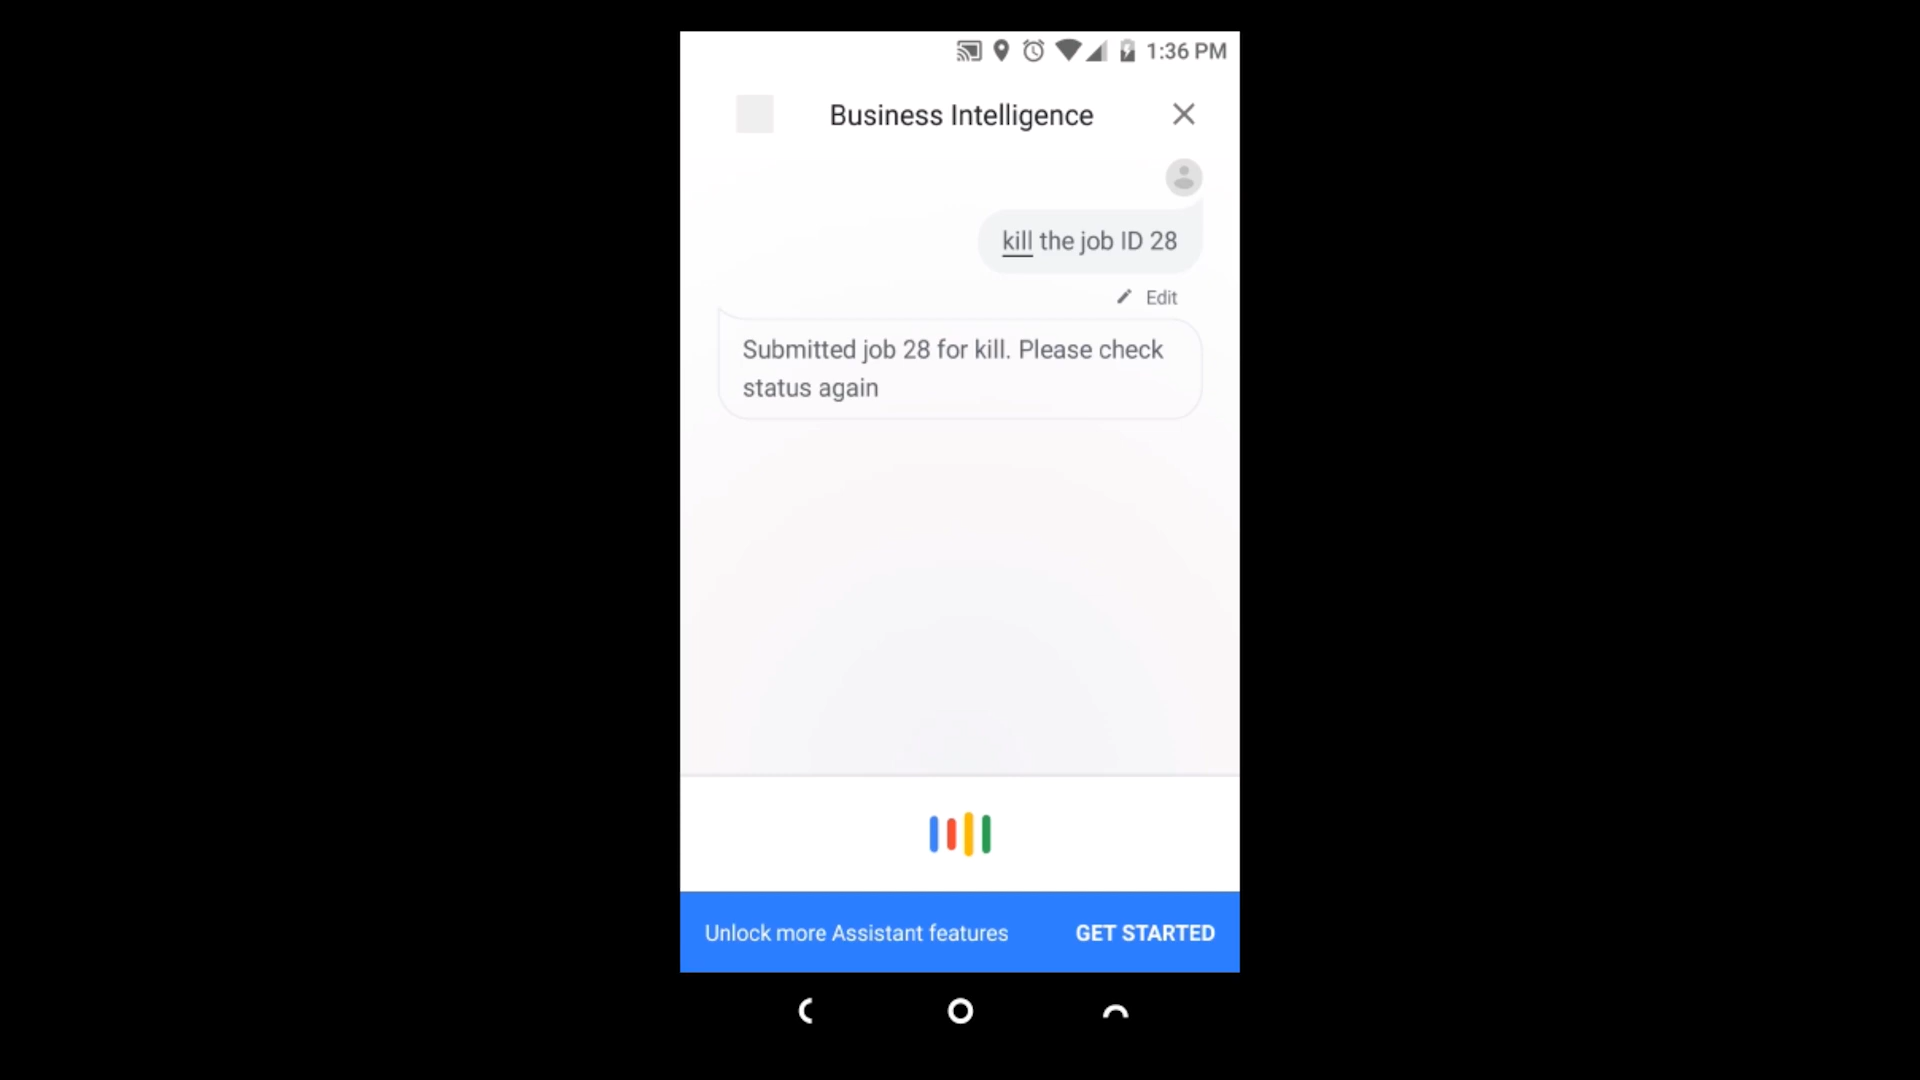 1:36 PM
Business Intelligence
kill the job ID 28
Edit
Submitted job 28 for kill. Please check
status again
Unlock more Assistant features
GET STARTED